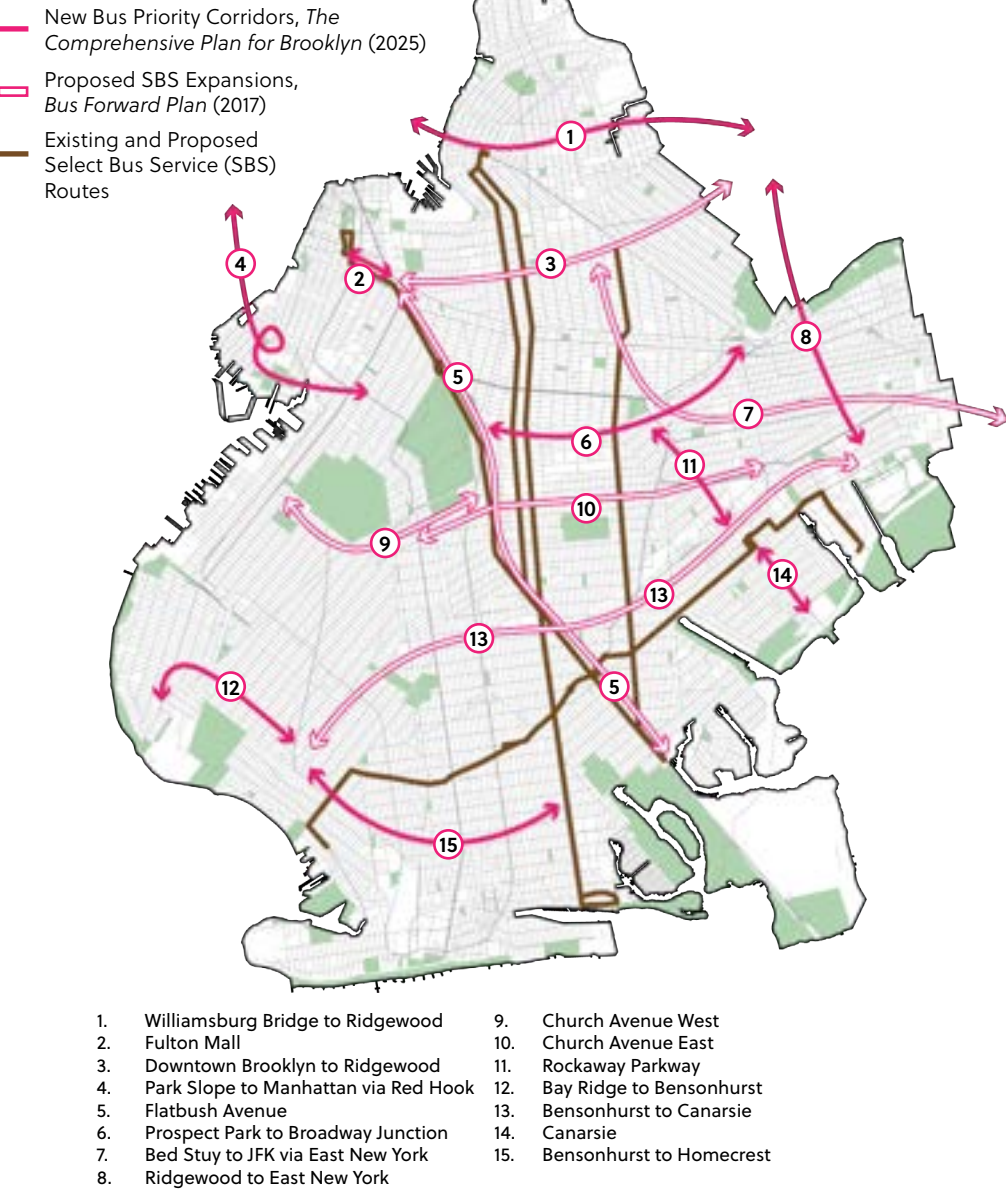 New Bus Priority Corridors, The
Comprehensive Plan for Brooklyn (2025)
Proposed SBS Expansions,
Bus Forward Plan (2017)
Existing and Proposed
Select Bus Service (SBS)
Routes
1
3
4
2
8
5
7
6
11
10
9
14
13
13
12
5
15
1. Williamsburg Bridge to Ridgewood
2. Fulton Mall
3. Downtown Brooklyn to Ridgewood
4. Park Slope to Manhattan via Red Hook
5. Flatbush Avenue
6. Prospect Park to Broadway Junction
7. Bed Stuy to JFK via East New York
8. Ridgewood to East New York
9. Church Avenue West
10. Church Avenue East
11. Rockaway Parkway
12. Bay Ridge to Bensonhurst
13. Bensonhurst to Canarsie
14. Canarsie
15. Bensonhurst to Homecrest